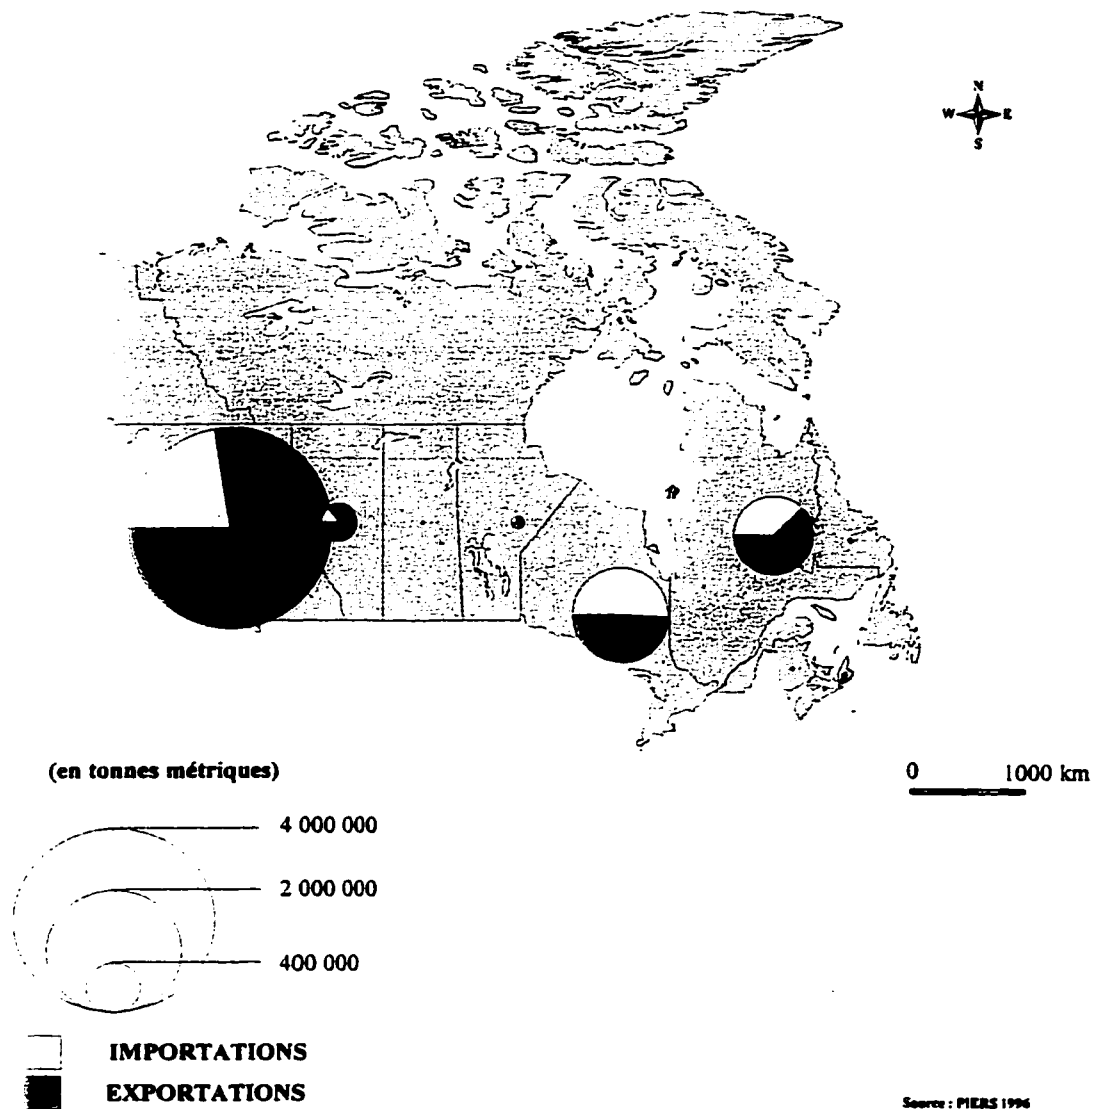 N
W E
S
(en tonnes métriques)
0 1000 km
4 000 000
2 000 000
400 000
IMPORTATIONS
EXPORTATIONS
Source : PIERS 1996